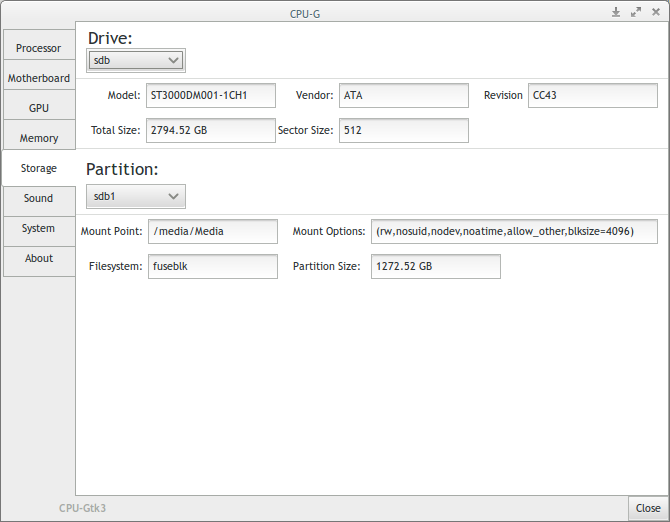 CPU-G
Processor
Motherboard
GPU
Memory
Storage
Sound
System
About
Drive:
sdb
Model: ST3000DM001-1CH1 Vendor: ATA Revision CC43
Total Size: 2794.52 GB Sector Size: 512
Partition:
sdb1
Mount Point: /media/Media Mount Options: (rw,nosuid,nodev,noatime,allow_other,blksize=4096)
Filesystem: fuseblk Partition Size: 1272.52 GB
CPU-Gtk3 Close